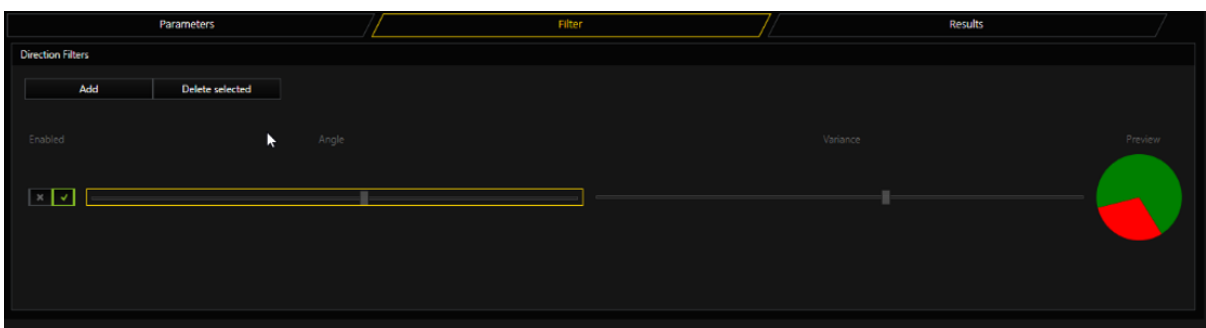 Parameters Filter Results
Direction Filters
Add Delete selected
Enabled Angle Variance Preview